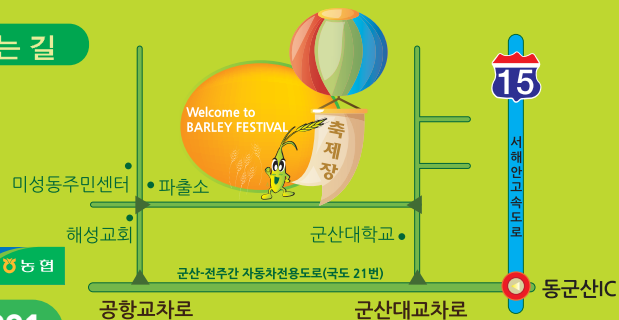 는 길
15
Welcome to
BARLEY FESTIVAL
축제장
서해안고속도로
미성동주민센터
파출소
해성교회
군산대학교
농협
군산-전주간 자동차전용도로(국도 21번)
동군산IC
공항교차로
군산대교차로